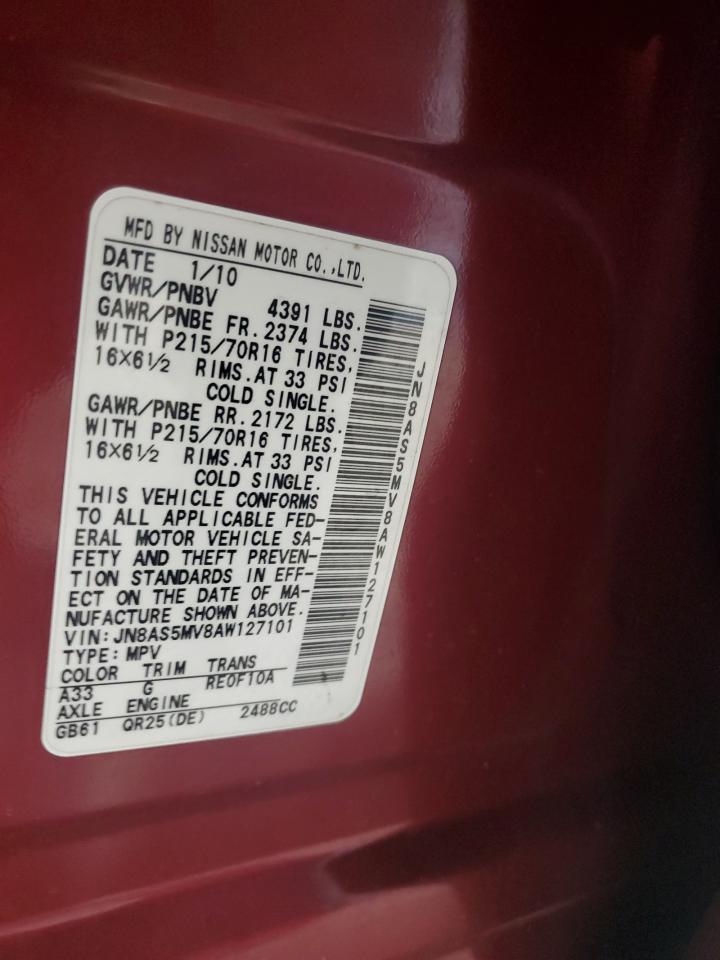 MFD BY NISSAN MOTOR CO.,LTD.
DATE 1/10
GVWR/PNBV 4391 LBS.
GAWR/PNBE FR. 2374 LBS.
WITH P215/70R16 TIRES,
16X6½ RIMS.AT 33 PSI
COLD SINGLE.
GAWR/PNBE RR. 2172 LBS.
WITH P215/70R16 TIRES,
16X6½ RIMS.AT 33 PSI
COLD SINGLE.
THIS VEHICLE CONFORMS
TO ALL APPLICABLE FED-
ERAL MOTOR VEHICLE SA-
FETY AND THEFT PREVEN-
TION STANDARDS IN EFF-
ECT ON THE DATE OF MA-
NUFACTURE SHOWN ABOVE.
VIN:JN8AS5MV8AW127101
TYPE:MPV
COLOR TRIM TRANS
A33 G RE0F10A
AXLE ENGINE
GB61 QR25(DE) 2488CC
JN8AS5MV8AW127101